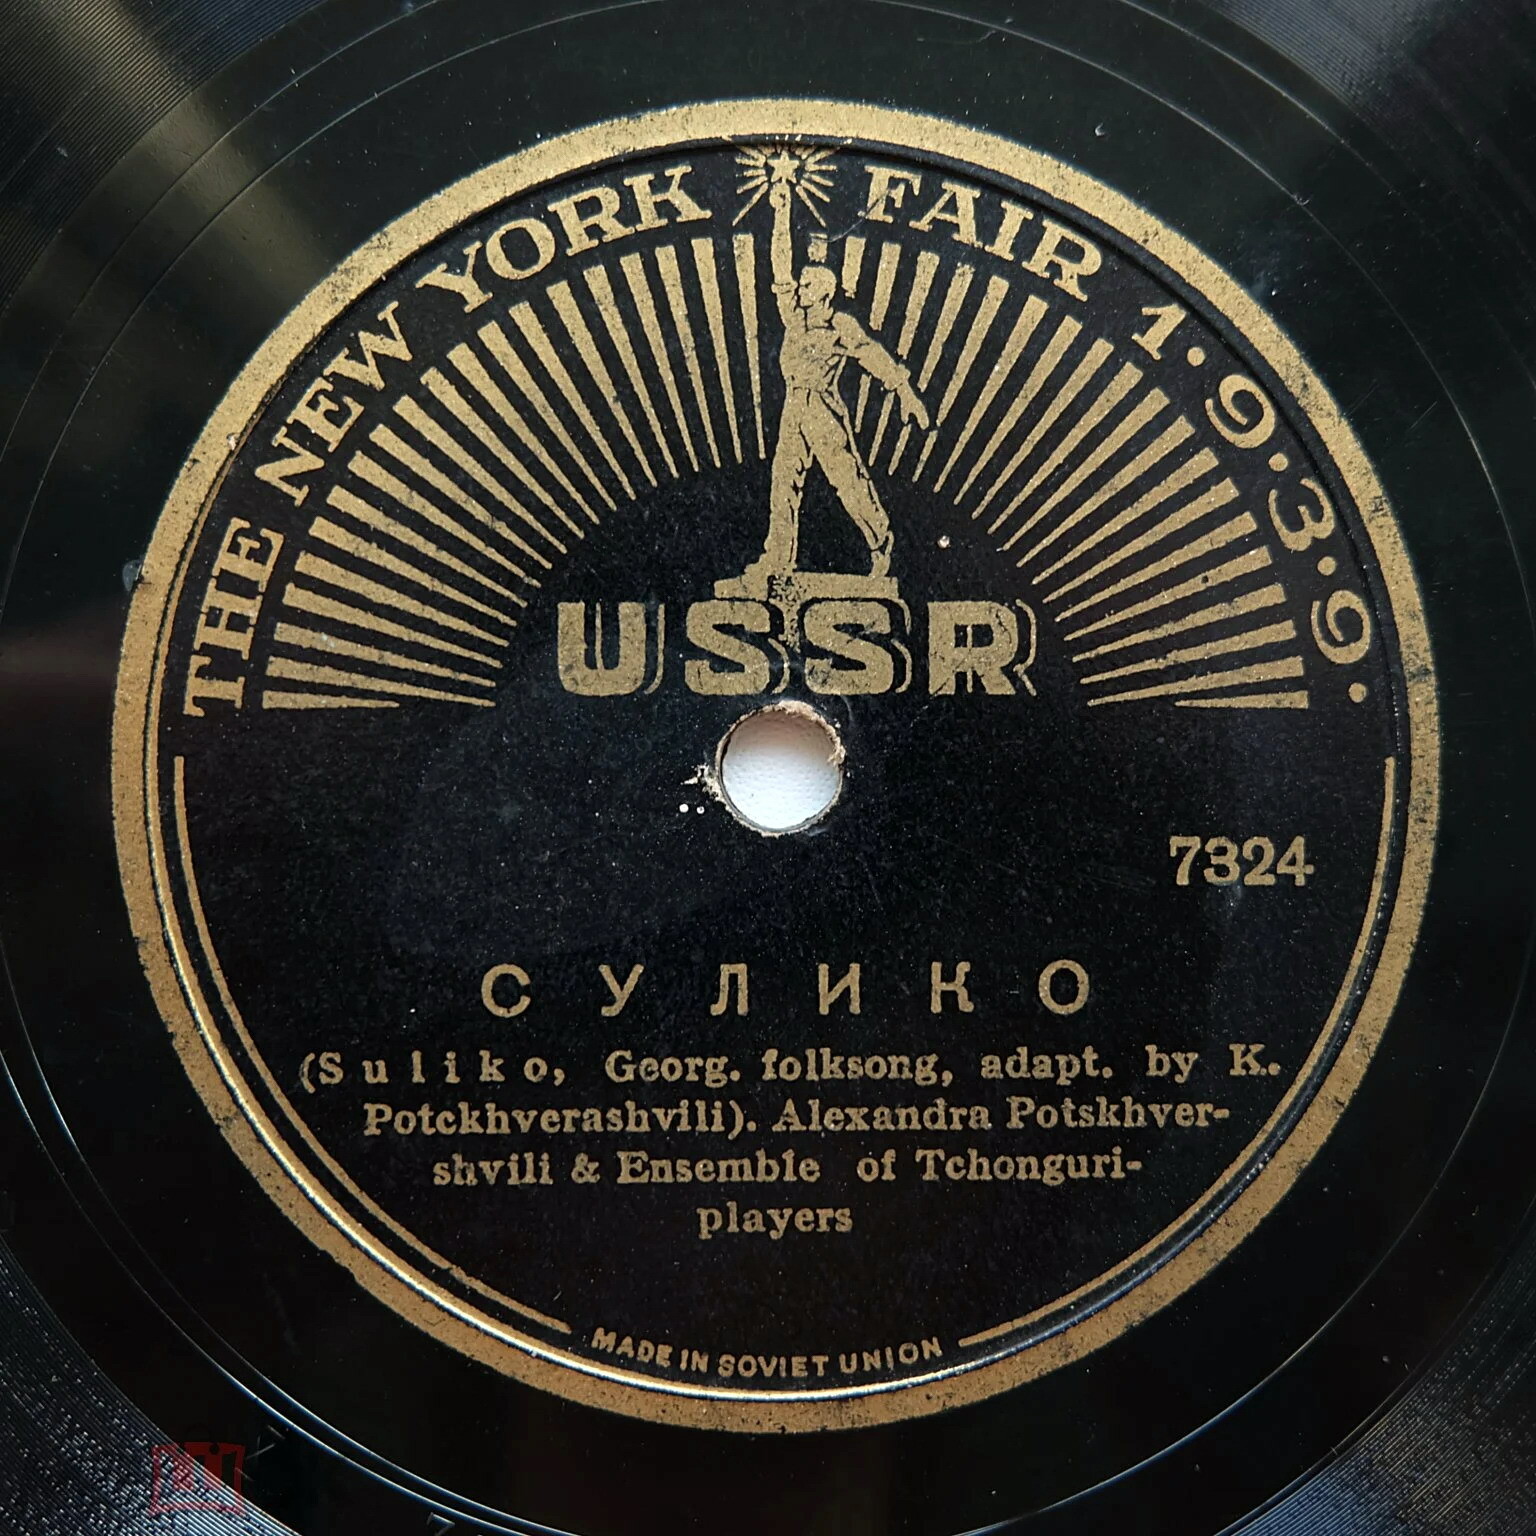 THE NEW YORK FAIR 1.9.3.9.
USSR
7324
СУЛИКО
(Suliko, Georg. folksong, adapt. by K.
Potckhverashvili). Alexandra Potskhver-
shvili & Ensemble of Tchonguri-
players
MADE IN SOVIET UNION